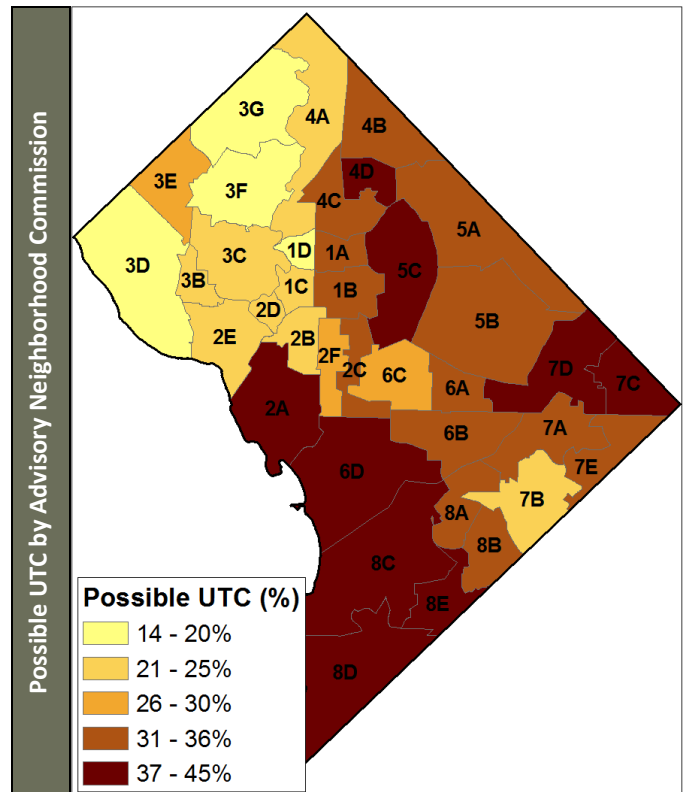 Possible UTC by Advisory Neighborhood Commission
3G
4A
4B
3E
3F
4D
4C
5A
3D
3C
1D
1A
5C
3B
1C
1B
2D
5B
2E
2B
2F
2C
6C
7D
7C
6A
2A
6B
7A
6D
7E
7B
8A
8B
8C
8E
8D
Possible UTC (%)
14 - 20%
21 - 25%
26 - 30%
31 - 36%
37 - 45%